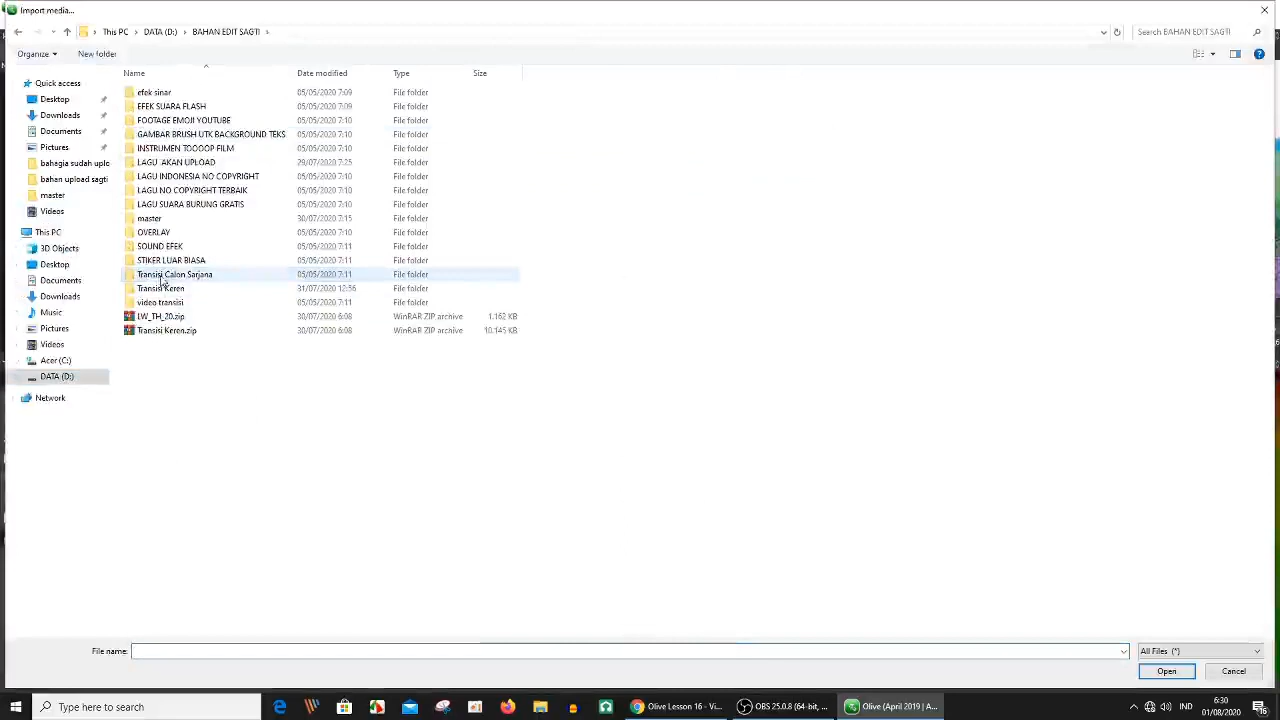 Import media...
This PC > DATA (D:) > BAHAN EDIT SAGTI >
Search BAHAN EDIT SAGTI
Organize
New folder
Name Date modified Type Size
Quick access
Desktop
Downloads
Documents
Pictures
bahagia sudah uplo
bahan upload sagti
master
Videos
This PC
3D Objects
Desktop
Documents
Downloads
Music
Pictures
Videos
Acer (C:)
DATA (D:)
Network
efek sinar 05/05/2020 7:09 File folder
EFEK SUARA FLASH 05/05/2020 7:09 File folder
FOOTAGE EMOJI YOUTUBE 05/05/2020 7:10 File folder
GAMBAR BRUSH UTK BACKGROUND TEKS 05/05/2020 7:10 File folder
INSTRUMEN TOOOOP FILM 05/05/2020 7:10 File folder
LAGU AKAN UPLOAD 29/07/2020 7:25 File folder
LAGU INDONESIA NO COPYRIGHT 05/05/2020 7:10 File folder
LAGU NO COPYRIGHT TERBAIK 05/05/2020 7:10 File folder
LAGU SUARA BURUNG GRATIS 05/05/2020 7:10 File folder
master 30/07/2020 7:15 File folder
OVERLAY 05/05/2020 7:10 File folder
SOUND EFEK 05/05/2020 7:11 File folder
STIKER LUAR BIASA 05/05/2020 7:11 File folder
Transisi Calon Sarjana 05/05/2020 7:11 File folder
Transisi Keren 31/07/2020 12:56 File folder
video transisi 05/05/2020 7:11 File folder
LW_TH_20.zip 30/07/2020 6:08 WinRAR ZIP archive 1.162 KB
Transisi Keren.zip 30/07/2020 6:08 WinRAR ZIP archive 10.145 KB
File name:
All Files (*)
Open
Cancel
Type here to search
Olive Lesson 16 - Vi...
OBS 25.0.8 (64-bit, ...
Olive (April 2019 | A...
IND
6:30
01/08/2020